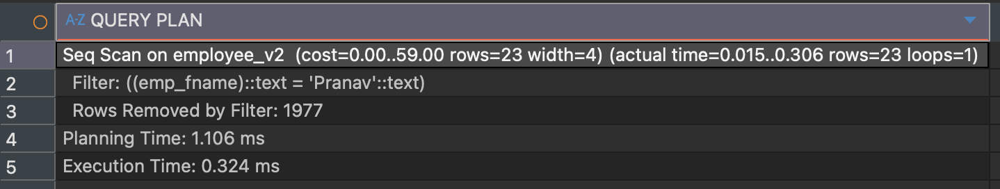 A-Z QUERY PLAN
1 Seq Scan on employee_v2 (cost=0.00..59.00 rows=23 width=4) (actual time=0.015..0.306 rows=23 loops=1)
2 Filter: ((emp_fname)::text = 'Pranav'::text)
3 Rows Removed by Filter: 1977
4 Planning Time: 1.106 ms
5 Execution Time: 0.324 ms